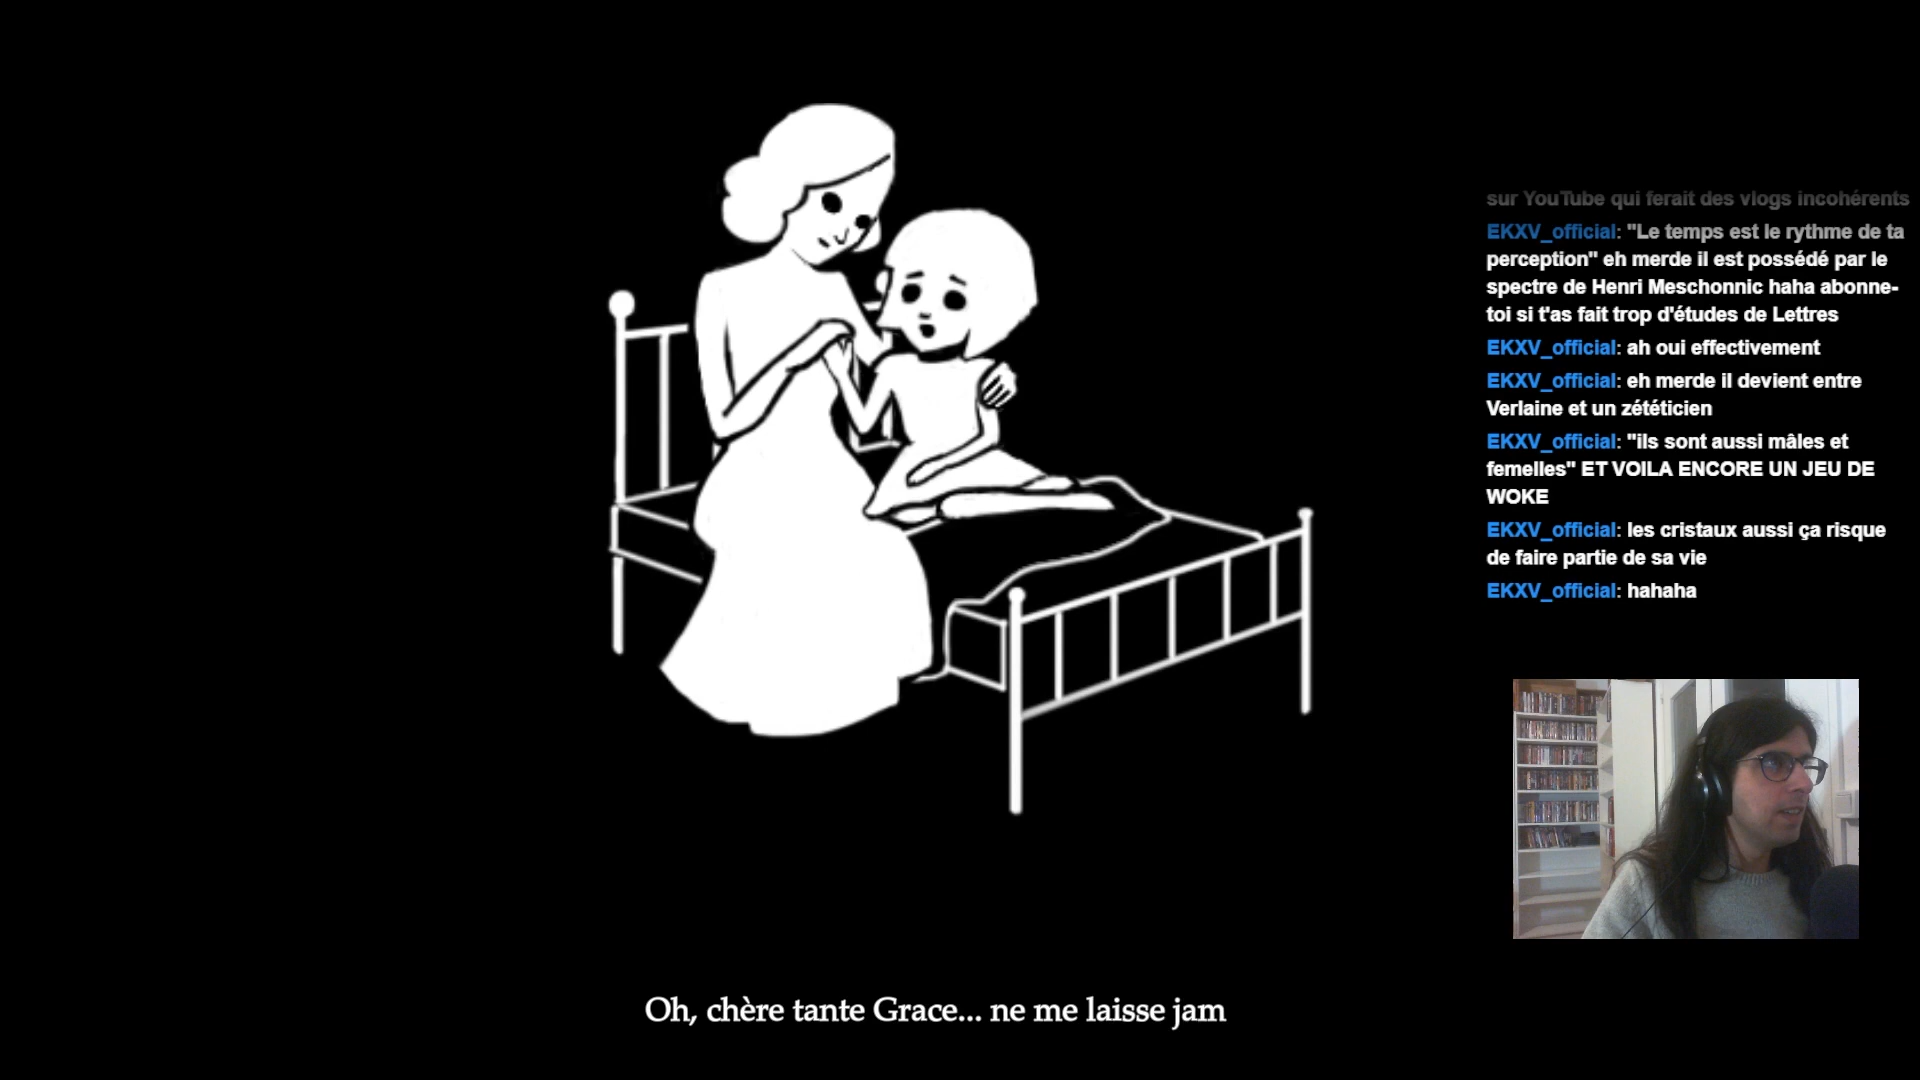 sur YouTube qui ferait des vlogs incohérents
EKXV_official: "Le temps est le rythme de ta
perception" eh merde il est possédé par le
spectre de Henri Meschonnic haha abonne-
toi si t'as fait trop d'études de Lettres
EKXV_official: ah oui effectivement
EKXV_official: eh merde il devient entre
Verlaine et un zététicien
EKXV_official: "ils sont aussi mâles et
femelles" ET VOILA ENCORE UN JEU DE
WOKE
EKXV_official: les cristaux aussi ça risque
de faire partie de sa vie
EKXV_official: hahaha
Oh, chère tante Grace... ne me laisse jam